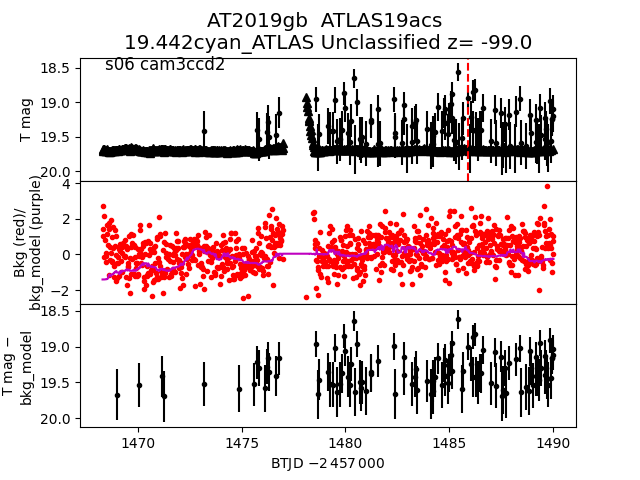 AT2019gb  ATLAS19acs
19.442cyan_ATLAS Unclassified z= -99.0
s06 cam3ccd2
T mag
18.5
19.0
19.5
20.0
Bkg (red)/
bkg_model (purple)
4
2
0
−2
T mag −
bkg_model
18.5
19.0
19.5
20.0
1470
1475
1480
1485
1490
BTJD −2 457 000